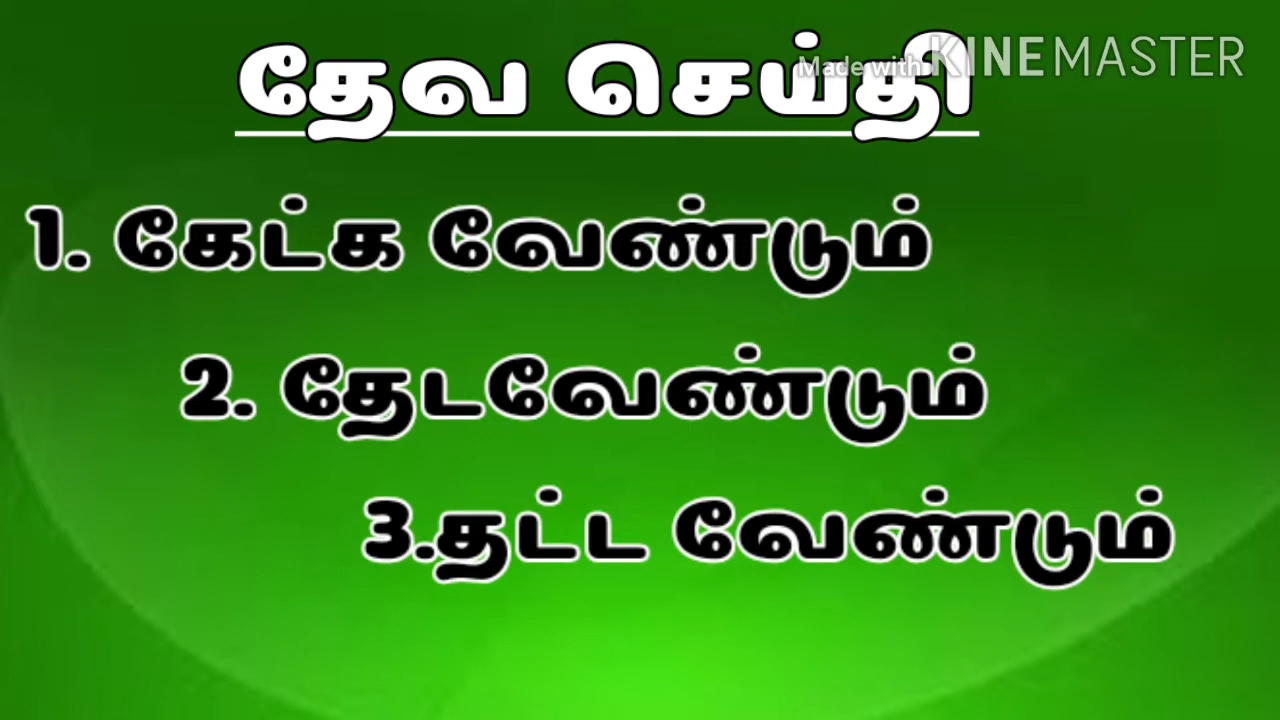 தேவ செய்தி
Made with KINEMASTER
1. கேட்க வேண்டும்
2. தேடவேண்டும்
3.தட்ட வேண்டும்